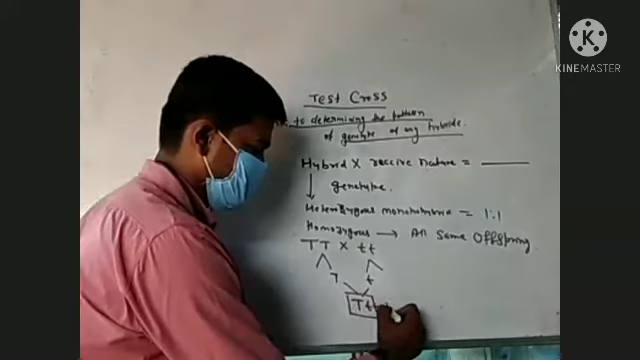 KINEMASTER
Test Cross
to determining the pattern
of genotype of any hybride.
Hybrid X reccive nature =
genotype.
Heterozygous monohybrid = 1:1
Homozygous → All same offspring
TT X tt
T t
Tt